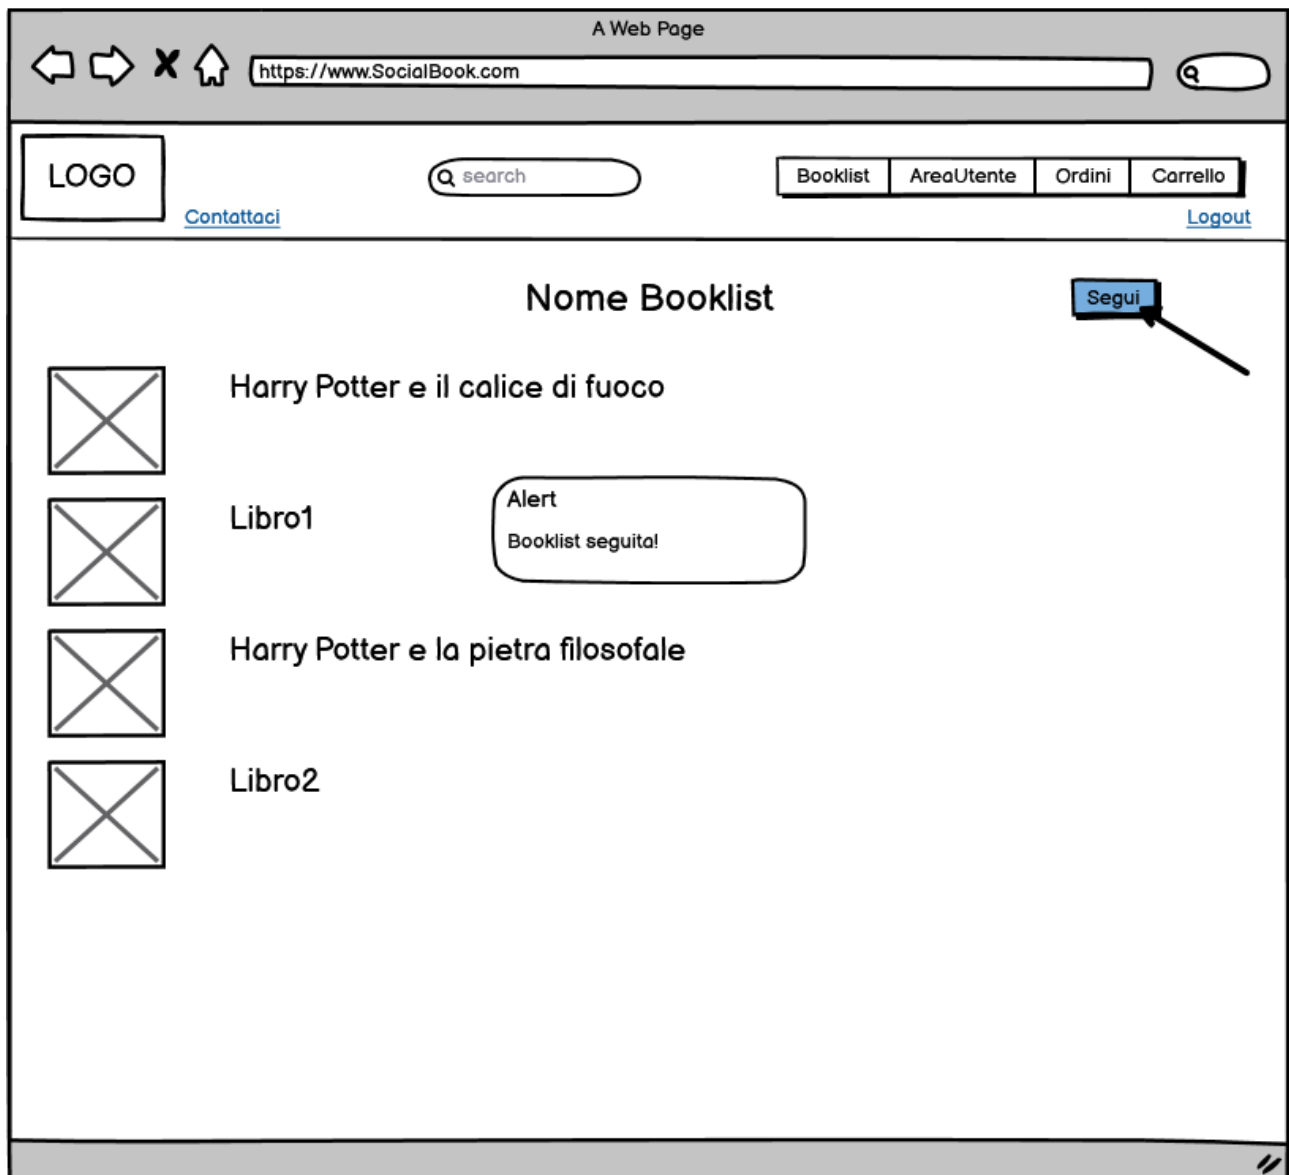 A Web Page
https://www.SocialBook.com
LOGO
search
Booklist AreaUtente Ordini Carrello
Contattaci
Logout
Nome Booklist
Segui
Harry Potter e il calice di fuoco
Libro1
Alert
Booklist seguita!
Harry Potter e la pietra filosofale
Libro2